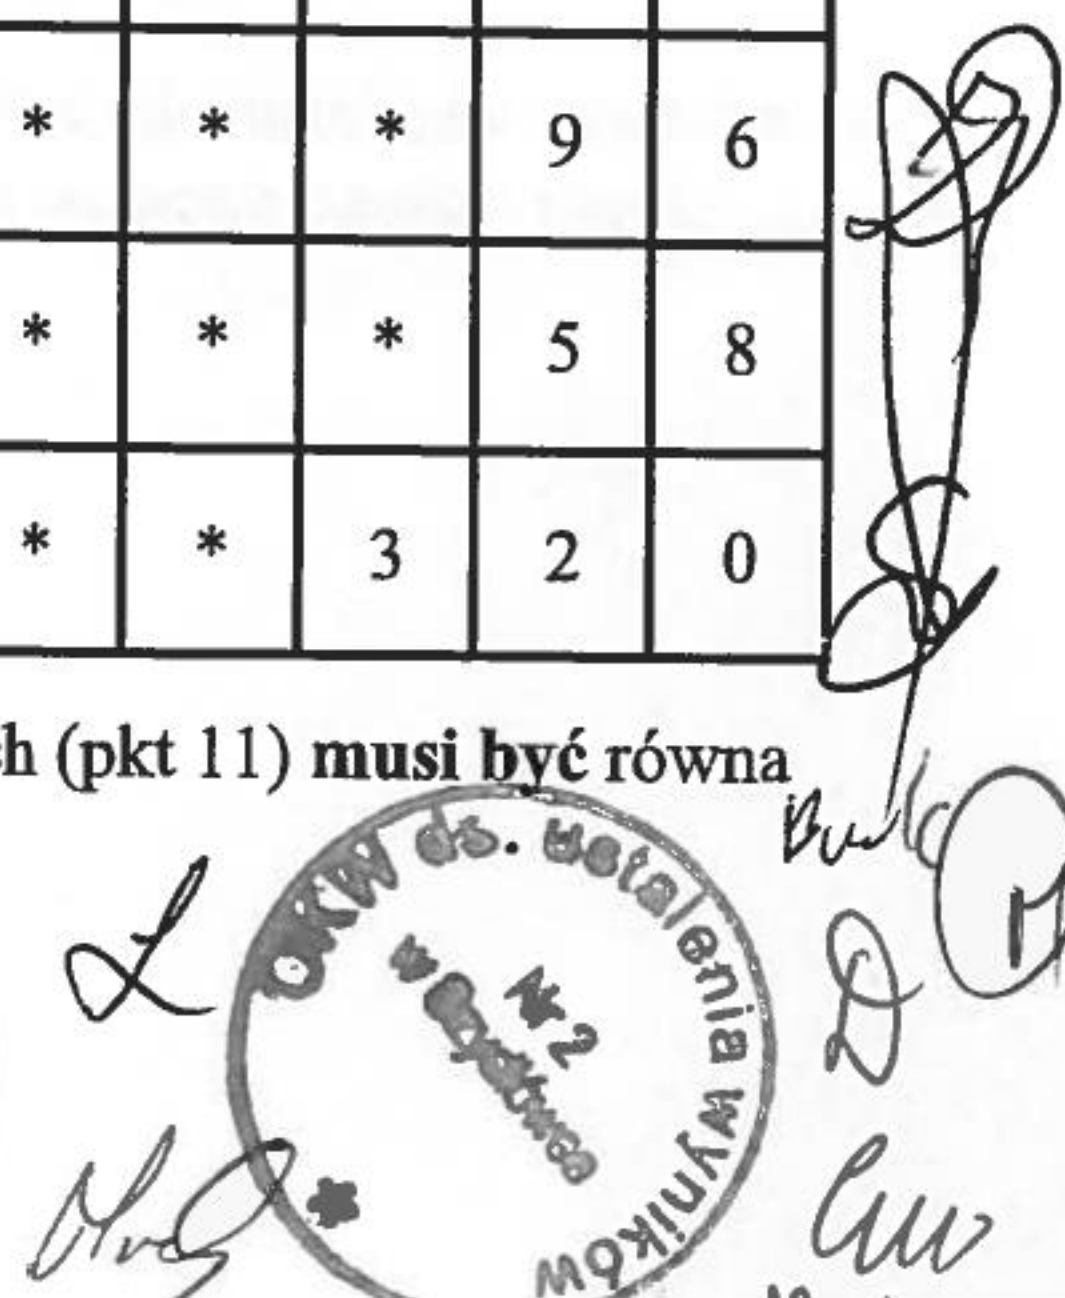 * * * 9 6
* * * 5 8
* * 3 2 0
h (pkt 11) musi być równa
OKW ds. ustalenia wyników
Nr 2